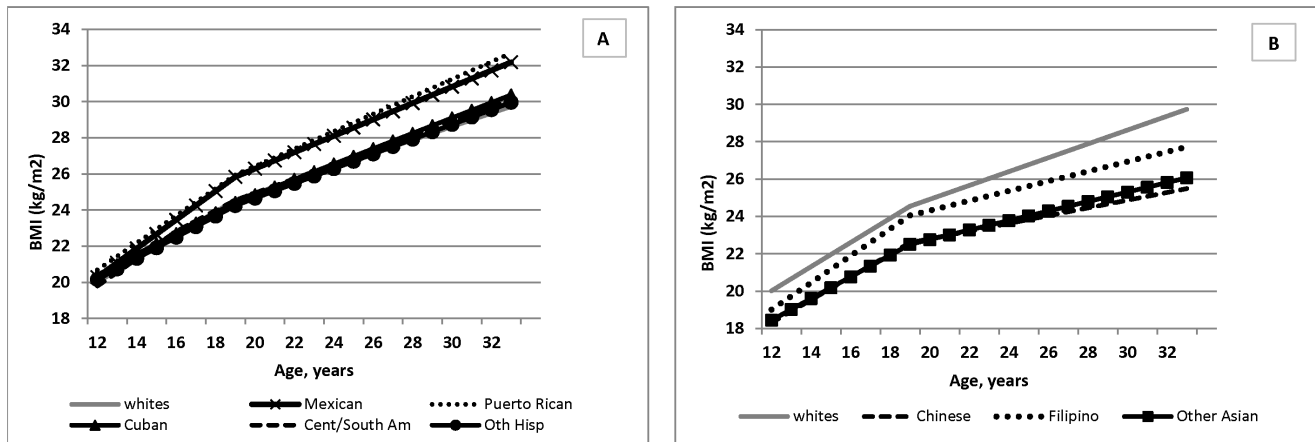 A
BMI (kg/m2)
34
32
30
28
26
24
22
20
18
12 14 16 18 20 22 24 26 28 30 32
Age, years
whites Mexican Puerto Rican
Cuban Cent/South Am Oth Hisp
B
BMI (kg/m2)
34
32
30
28
26
24
22
20
18
12 14 16 18 20 22 24 26 28 30 32
Age, years
whites Chinese Filipino Other Asian